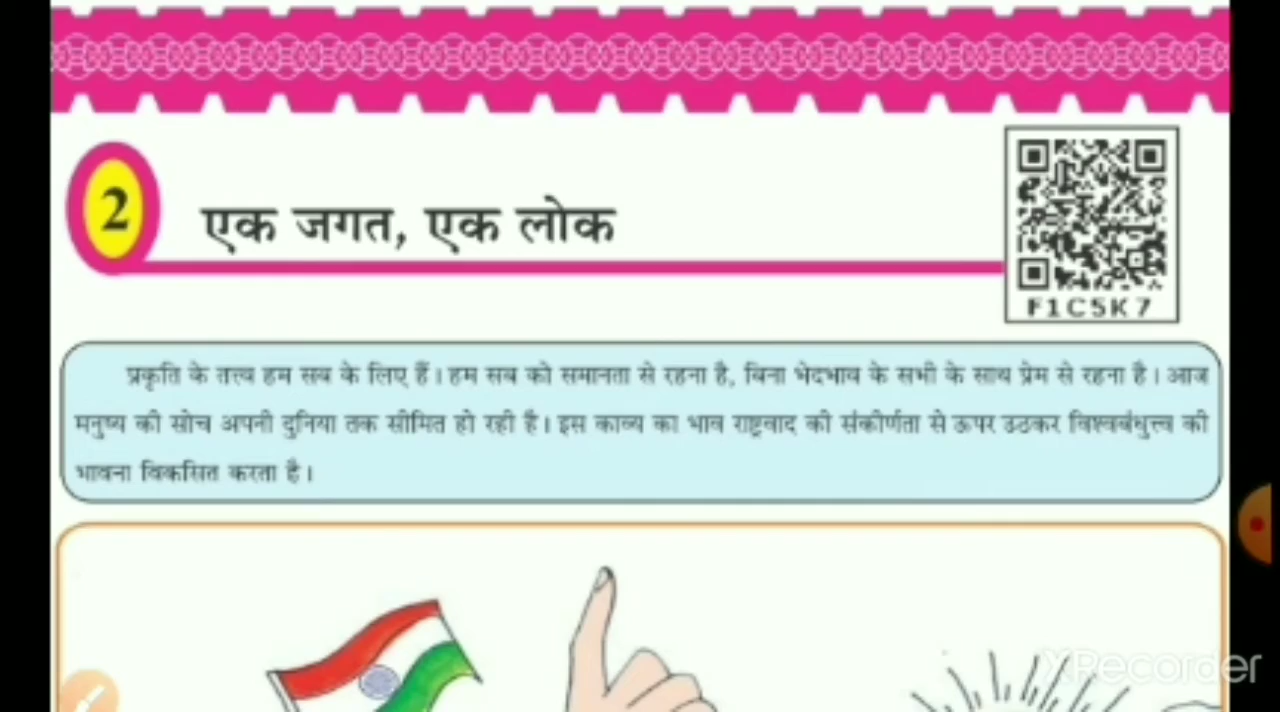 2
एक जगत, एक लोक
F1C5K7
प्रकृति के तत्त्व हम सब के लिए हैं। हम सब को समानता से रहना है, बिना भेदभाव के सभी के साथ प्रेम से रहना है। आज
मनुष्य की सोच अपनी दुनिया तक सीमित हो रही है। इस काव्य का भाव राष्ट्रवाद की संकीर्णता से ऊपर उठकर विश्वबंधुत्त्व की
भावना विकसित करता है।
XRecorder